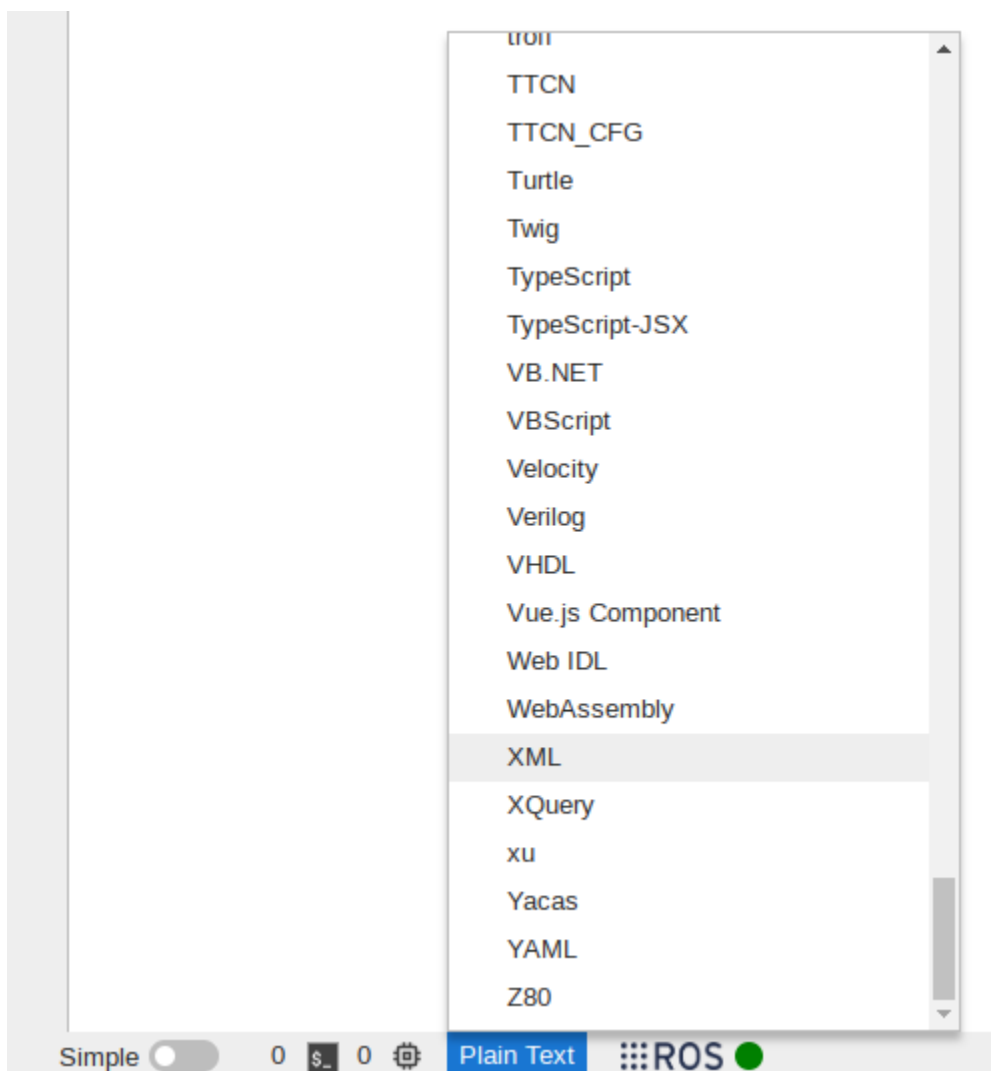 troff
TTCN
TTCN_CFG
Turtle
Twig
TypeScript
TypeScript-JSX
VB.NET
VBScript
Velocity
Verilog
VHDL
Vue.js Component
Web IDL
WebAssembly
XML
XQuery
xu
Yacas
YAML
Z80
Simple 0 $_ 0 Plain Text ROS